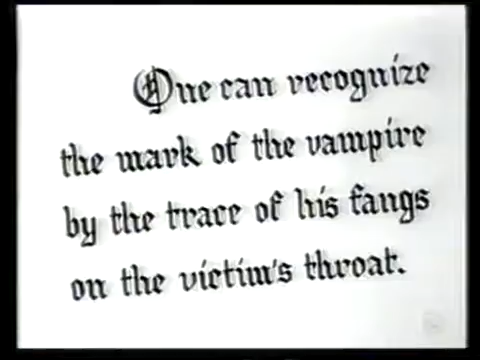 One can recognize
the mark of the vampire
by the trace of his fangs
on the victim's throat.